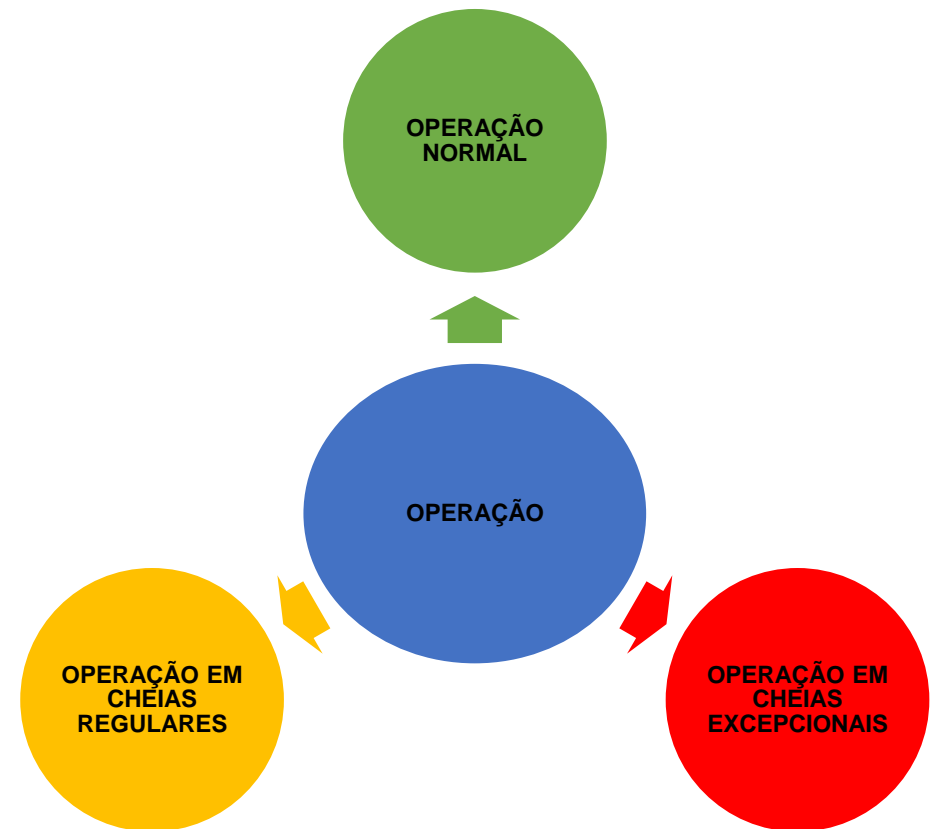 OPERAÇÃO
NORMAL
OPERAÇÃO
OPERAÇÃO EM
CHEIAS
REGULARES
OPERAÇÃO EM
CHEIAS
EXCEPCIONAIS